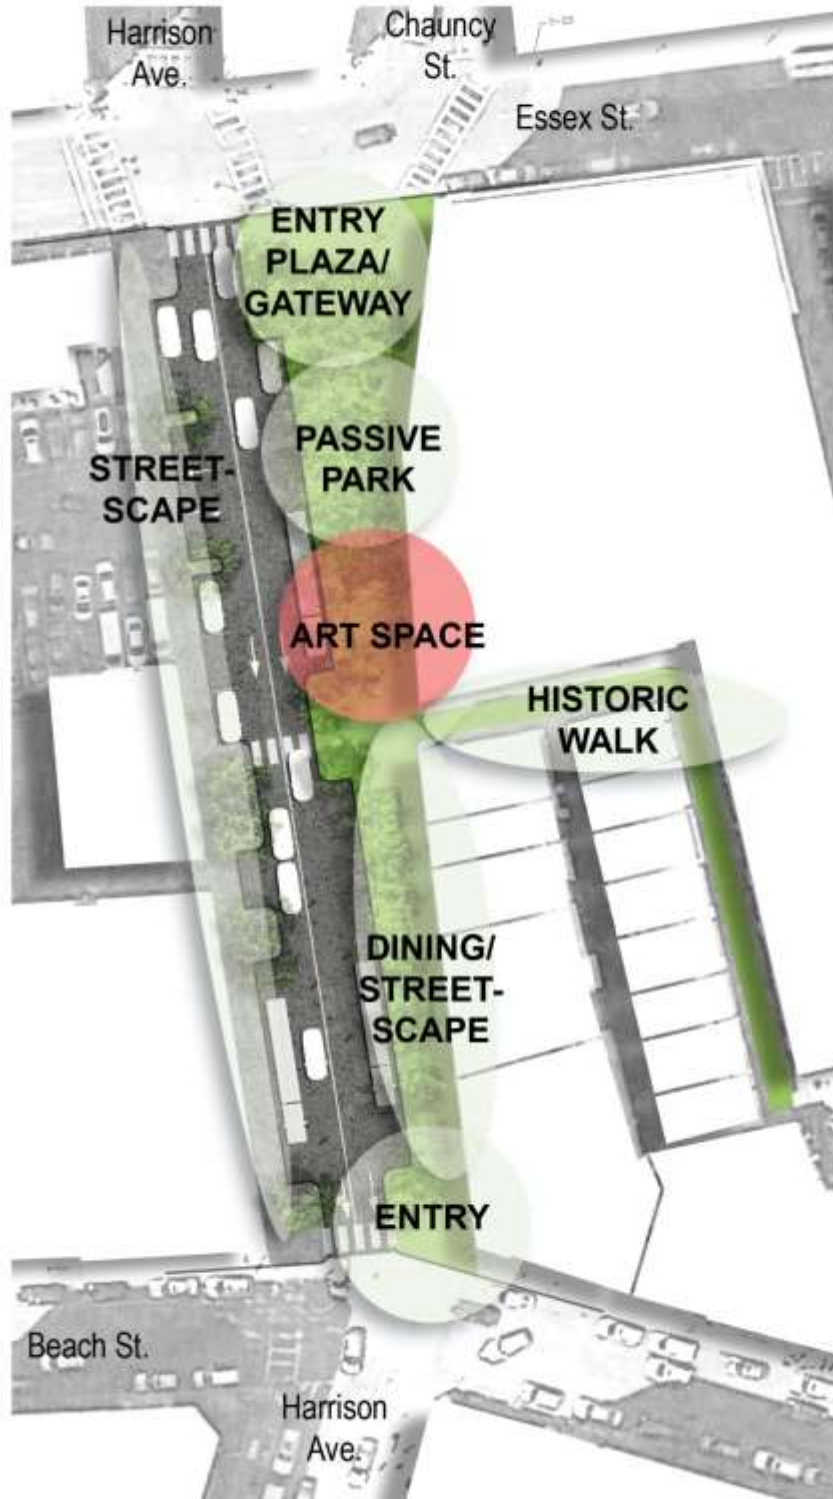 Harrison
Ave.
Chauncy
St.
Essex St.
ENTRY
PLAZA/
GATEWAY
PASSIVE
PARK
STREET-
SCAPE
ART SPACE
HISTORIC
WALK
DINING/
STREET-
SCAPE
ENTRY
Beach St.
Harrison
Ave.